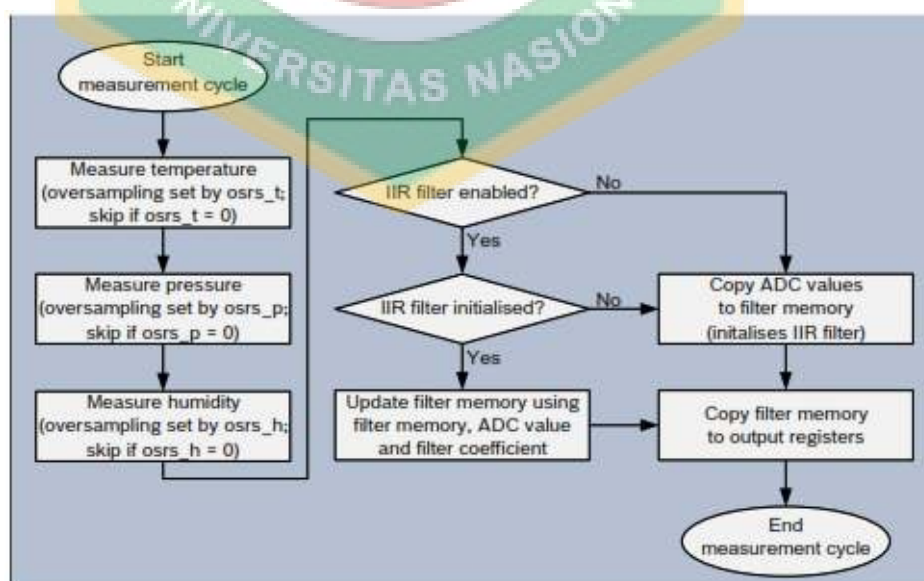 UNIVERSITAS NASION
Start
measurement cycle
Measure temperature
(oversampling set by osrs_t;
skip if osrs_t = 0)
Measure pressure
(oversampling set by osrs_p;
skip if osrs_p = 0)
Measure humidity
(oversampling set by osrs_h;
skip if osrs_h = 0)
IIR filter enabled?
No
Yes
IIR filter initialised?
No
Yes
Update filter memory using
filter memory, ADC value
and filter coefficient
Copy ADC values
to filter memory
(initalises IIR filter)
Copy filter memory
to output registers
End
measurement cycle